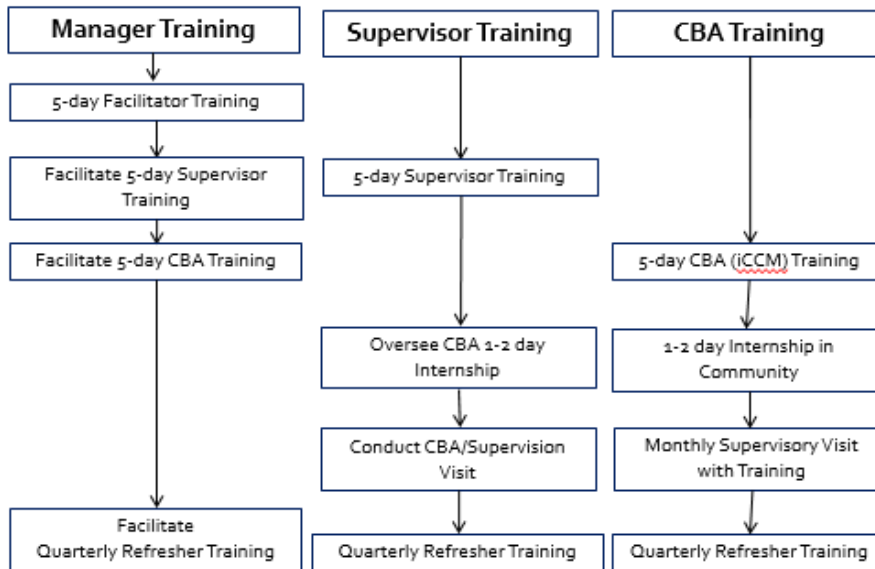 Manager Training
5-day Facilitator Training
Facilitate 5-day Supervisor
Training
Facilitate 5-day CBA Training
Facilitate
Quarterly Refresher Training
Supervisor Training
5-day Supervisor Training
Oversee CBA 1-2 day
Internship
Conduct CBA/Supervision
Visit
Quarterly Refresher Training
CBA Training
5-day CBA (iCCM) Training
1-2 day Internship in
Community
Monthly Supervisory Visit
with Training
Quarterly Refresher Training